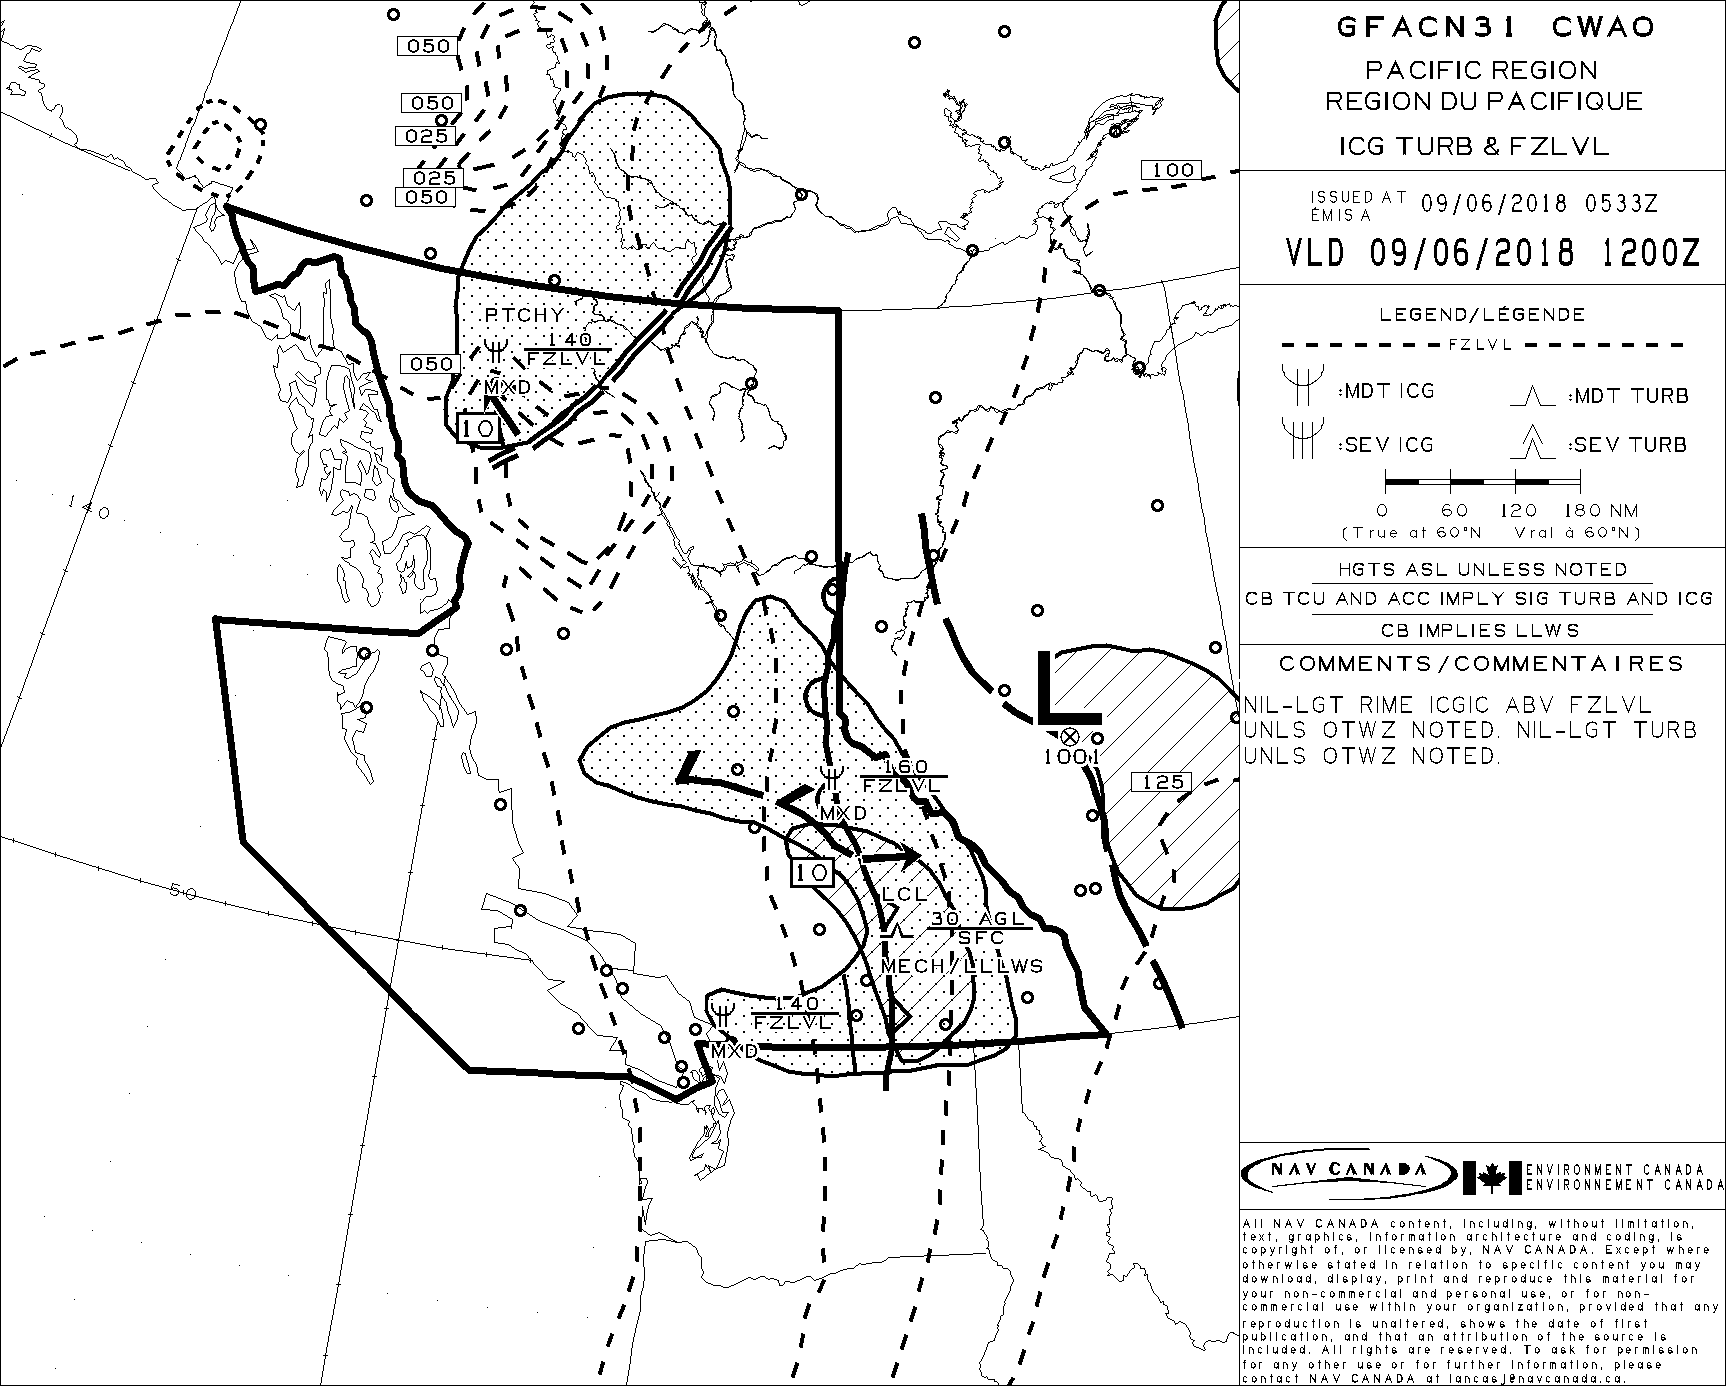 GFACN31 CWAO
PACIFIC REGION
REGION DU PACIFIQUE
ICG TURB & FZLVL
ISSUED AT
ÉMIS A
09/06/2018 0533Z
VLD 09/06/2018 1200Z
LEGEND/LÉGENDE
FZLVL
:MDT ICG
:MDT TURB
:SEV ICG
:SEV TURB
0 60 120 180 NM
(True at 60°N Vrai à 60°N)
HGTS ASL UNLESS NOTED
CB TCU AND ACC IMPLY SIG TURB AND ICG
CB IMPLIES LLWS
COMMENTS/COMMENTAIRES
NIL-LGT RIME ICGIC ABV FZLVL
UNLS OTWZ NOTED. NIL-LGT TURB
UNLS OTWZ NOTED.
NAV CANADA
ENVIRONMENT CANADA
ENVIRONNEMENT CANADA
All NAV CANADA content, including, without limitation,
text, graphics, information architecture and coding, is
copyright of, or licensed by, NAV CANADA. Except where
otherwise stated in relation to specific content you may
download, display, print and reproduce this material for
your non-commercial and personal use, or for non-
commercial use within your organization, provided that any
reproduction is unaltered, shows the date of first
publication, and that an attribution of the source is
included. All rights are reserved. To ask for permission
for any other use or for further information, please
contact NAV CANADA at lancasj@navcanada.ca.
050
050
025
025
050
100
PTCHY
140
FZLVL
MXD
050
10
140
50
1001
125
160
FZLVL
MXD
10
LCL
30 AGL
SFC
MECH/LLLWS
140
FZLVL
MXD